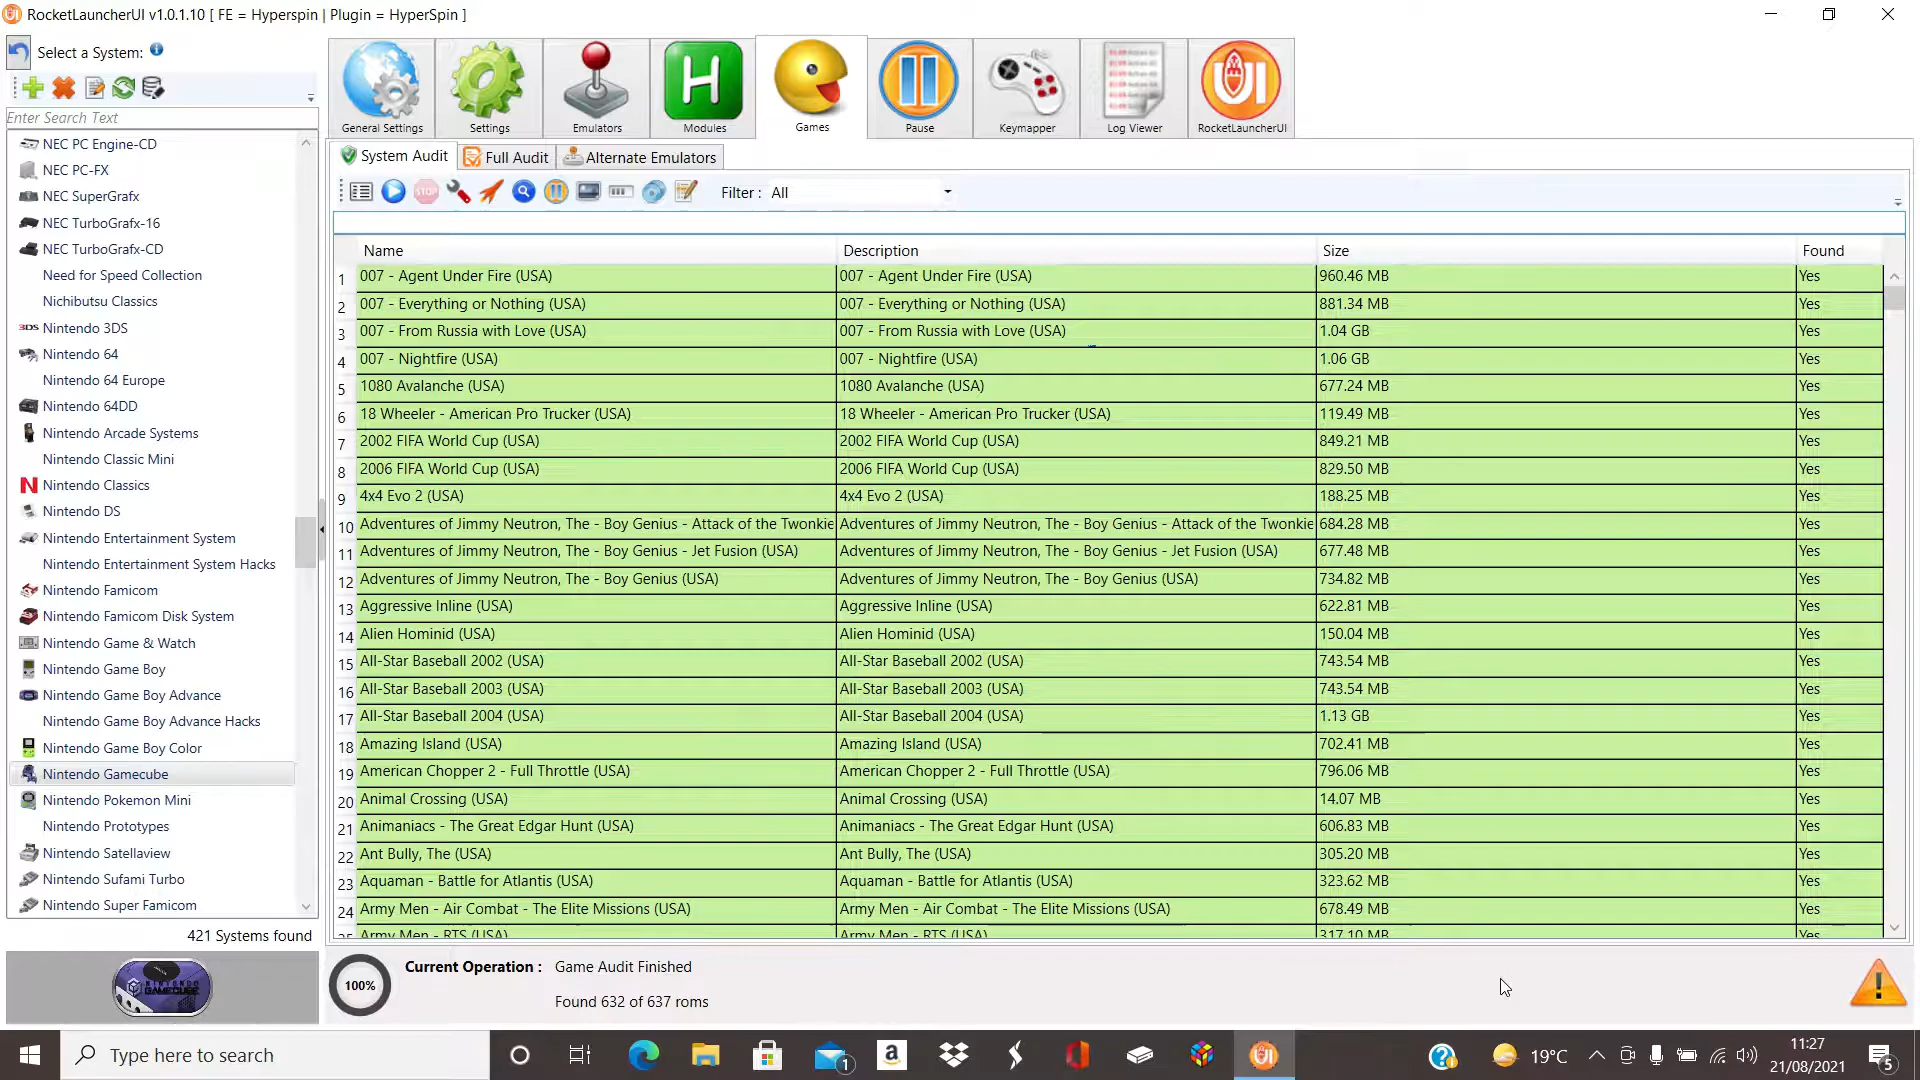 RocketLauncherUI v1.0.1.10 [ FE = Hyperspin | Plugin = HyperSpin ]
Select a System:
Enter Search Text
NEC PC Engine-CD
NEC PC-FX
NEC SuperGrafx
NEC TurboGrafx-16
NEC TurboGrafx-CD
Need for Speed Collection
Nichibutsu Classics
3DS Nintendo 3DS
Nintendo 64
Nintendo 64 Europe
Nintendo 64DD
Nintendo Arcade Systems
Nintendo Classic Mini
N Nintendo Classics
Nintendo DS
Nintendo Entertainment System
Nintendo Entertainment System Hacks
Nintendo Famicom
Nintendo Famicom Disk System
Nintendo Game & Watch
Nintendo Game Boy
Nintendo Game Boy Advance
Nintendo Game Boy Advance Hacks
Nintendo Game Boy Color
Nintendo Gamecube
Nintendo Pokemon Mini
Nintendo Prototypes
Nintendo Satellaview
Nintendo Sufami Turbo
Nintendo Super Famicom
421 Systems found
NINTENDO GAMECUBE
General Settings Settings Emulators H Modules Games Pause Keymapper Log Viewer UI RocketLauncherUI
System Audit Full Audit Alternate Emulators
STOP Filter : All
Name Description Size Found
1 007 - Agent Under Fire (USA) 007 - Agent Under Fire (USA) 960.46 MB Yes
2 007 - Everything or Nothing (USA) 007 - Everything or Nothing (USA) 881.34 MB Yes
3 007 - From Russia with Love (USA) 007 - From Russia with Love (USA) 1.04 GB Yes
4 007 - Nightfire (USA) 007 - Nightfire (USA) 1.06 GB Yes
5 1080 Avalanche (USA) 1080 Avalanche (USA) 677.24 MB Yes
6 18 Wheeler - American Pro Trucker (USA) 18 Wheeler - American Pro Trucker (USA) 119.49 MB Yes
7 2002 FIFA World Cup (USA) 2002 FIFA World Cup (USA) 849.21 MB Yes
8 2006 FIFA World Cup (USA) 2006 FIFA World Cup (USA) 829.50 MB Yes
9 4x4 Evo 2 (USA) 4x4 Evo 2 (USA) 188.25 MB Yes
10 Adventures of Jimmy Neutron, The - Boy Genius - Attack of the Twonkie Adventures of Jimmy Neutron, The - Boy Genius - Attack of the Twonkie 684.28 MB Yes
11 Adventures of Jimmy Neutron, The - Boy Genius - Jet Fusion (USA) Adventures of Jimmy Neutron, The - Boy Genius - Jet Fusion (USA) 677.48 MB Yes
12 Adventures of Jimmy Neutron, The - Boy Genius (USA) Adventures of Jimmy Neutron, The - Boy Genius (USA) 734.82 MB Yes
13 Aggressive Inline (USA) Aggressive Inline (USA) 622.81 MB Yes
14 Alien Hominid (USA) Alien Hominid (USA) 150.04 MB Yes
15 All-Star Baseball 2002 (USA) All-Star Baseball 2002 (USA) 743.54 MB Yes
16 All-Star Baseball 2003 (USA) All-Star Baseball 2003 (USA) 743.54 MB Yes
17 All-Star Baseball 2004 (USA) All-Star Baseball 2004 (USA) 1.13 GB Yes
18 Amazing Island (USA) Amazing Island (USA) 702.41 MB Yes
19 American Chopper 2 - Full Throttle (USA) American Chopper 2 - Full Throttle (USA) 796.06 MB Yes
20 Animal Crossing (USA) Animal Crossing (USA) 14.07 MB Yes
21 Animaniacs - The Great Edgar Hunt (USA) Animaniacs - The Great Edgar Hunt (USA) 606.83 MB Yes
22 Ant Bully, The (USA) Ant Bully, The (USA) 305.20 MB Yes
23 Aquaman - Battle for Atlantis (USA) Aquaman - Battle for Atlantis (USA) 323.62 MB Yes
24 Army Men - Air Combat - The Elite Missions (USA) Army Men - Air Combat - The Elite Missions (USA) 678.49 MB Yes
25 Army Men - RTS (USA) Army Men - RTS (USA) 317.10 MB Yes
100% Current Operation : Game Audit Finished
Found 632 of 637 roms
Type here to search
1
a
UI
19°C
11:27
21/08/2021
5